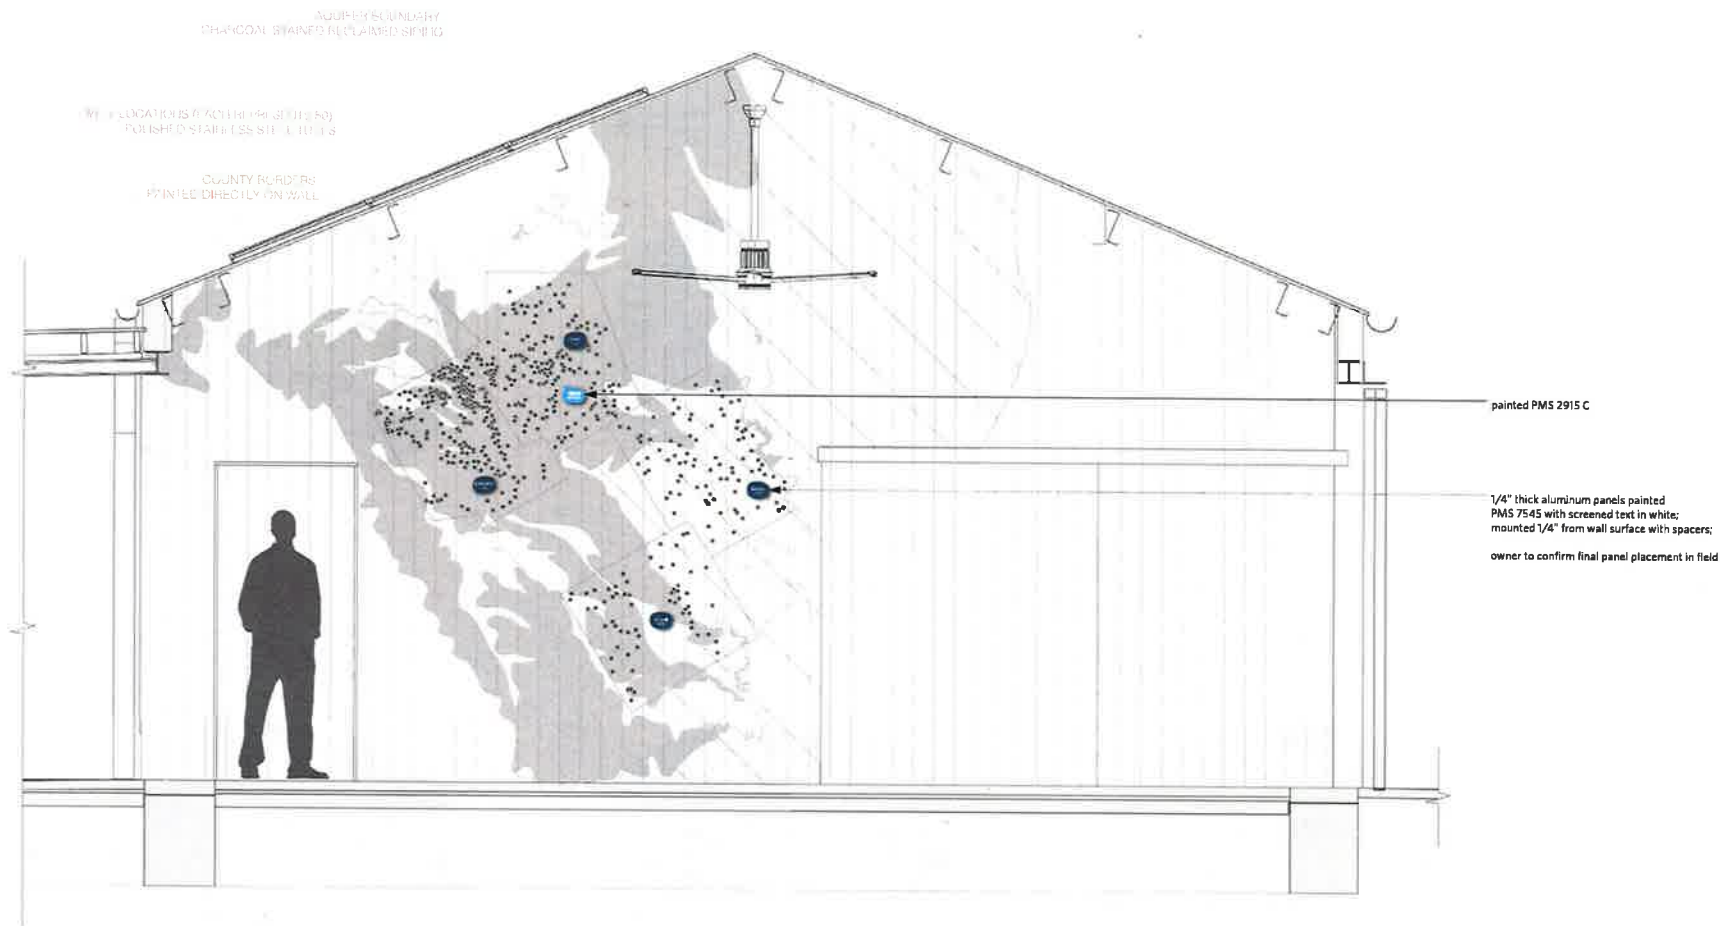 AQUIFER BOUNDARY
CHARCOAL STAINED RECLAIMED SIDING
LOCATIONS
POLISHED STAINLESS STEEL
COUNTY BORDERS
PAINTED DIRECTLY ON WALL
painted PMS 2915 C
1/4" thick aluminum panels painted
PMS 7545 with screened text in white;
mounted 1/4" from wall surface with spacers;
owner to confirm final panel placement in field